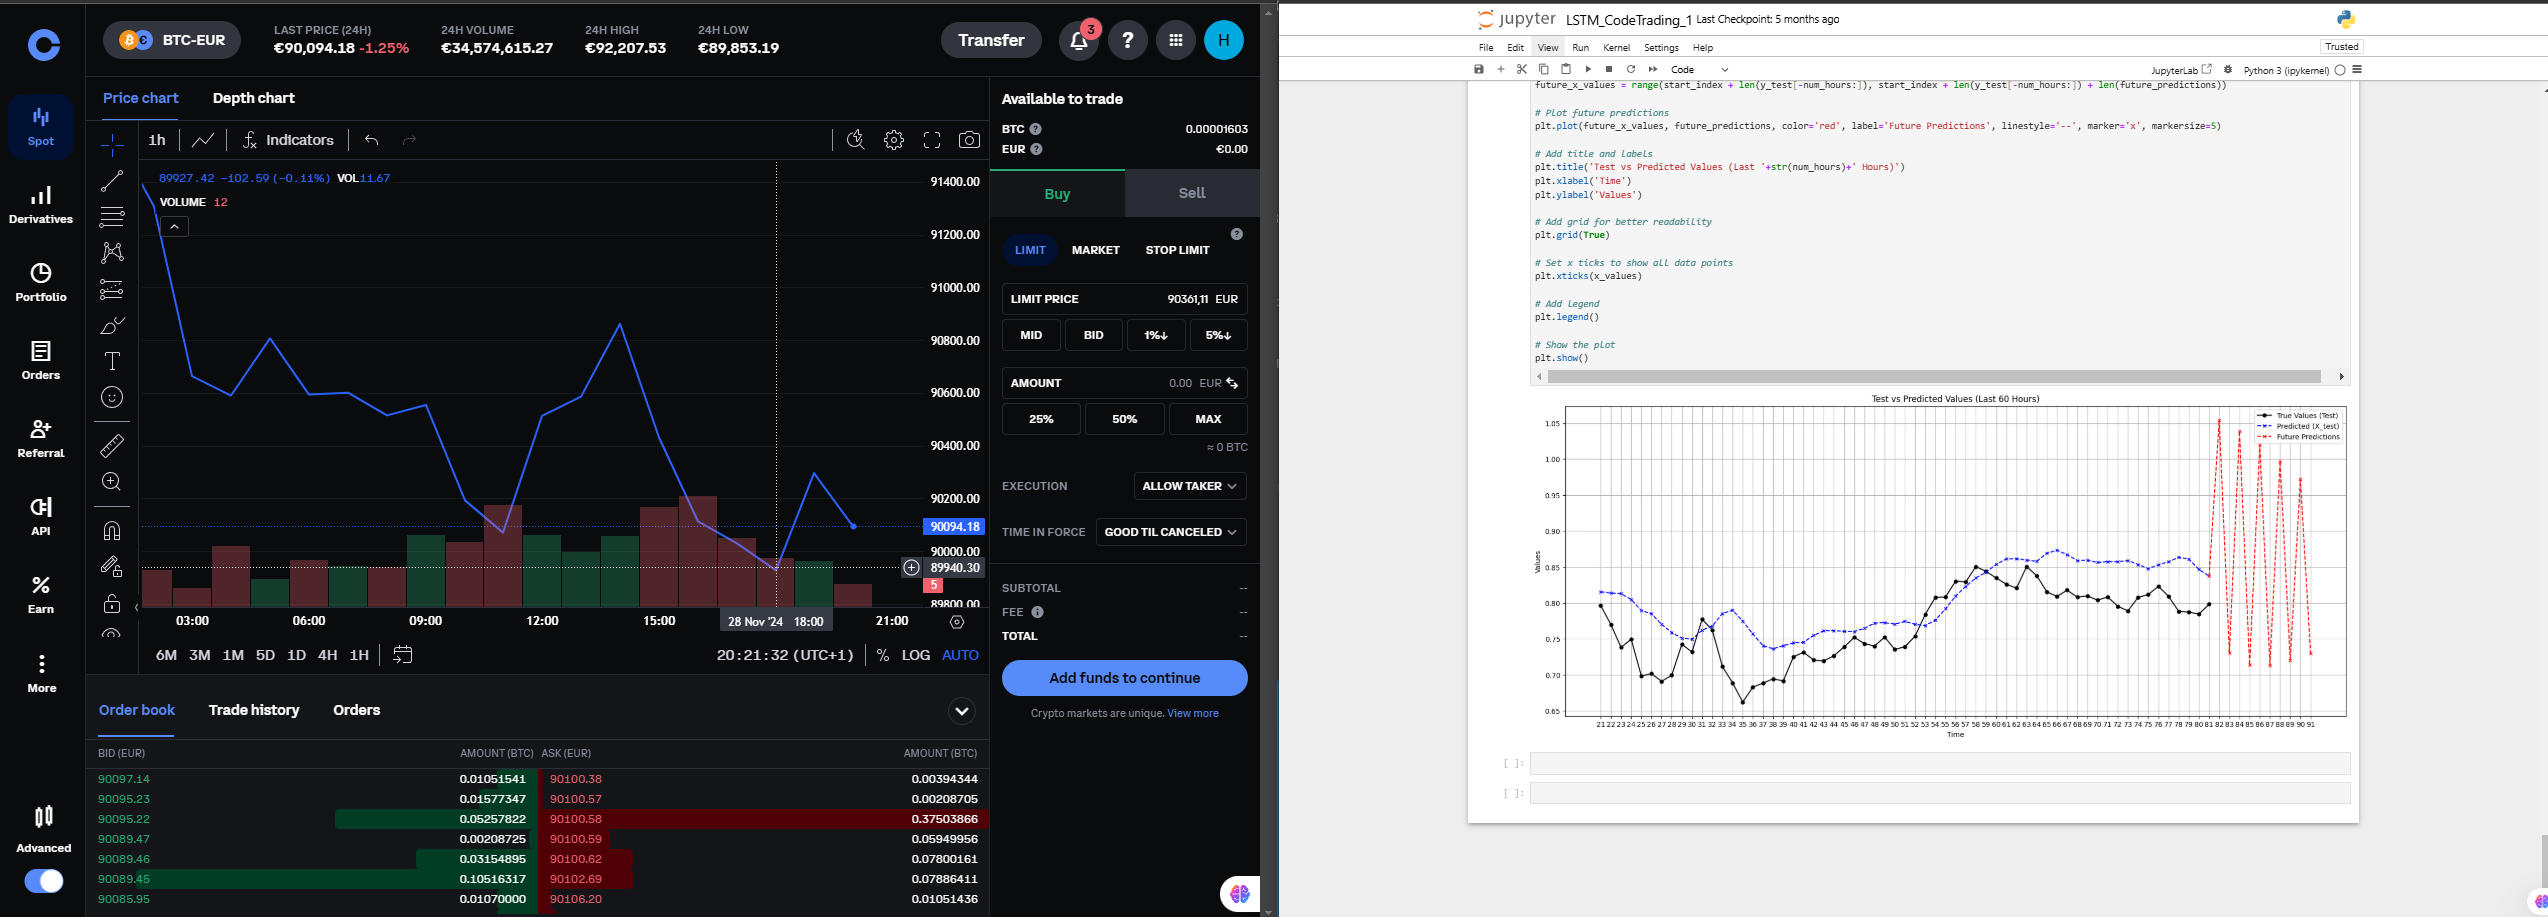 BTC-EUR
LAST PRICE (24H)
€90,094.18 -1.25%
24H VOLUME
€34,574,615.27
24H HIGH
€92,207.53
24H LOW
€89,853.19
Transfer
3
?
H
Spot
Derivatives
Portfolio
Orders
Referral
API
Earn
More
Advanced
Price chart
Depth chart
1h
Indicators
89927.42 −102.59 (−0.11%) VOL 11.67
VOLUME 12
91400.00
91200.00
91000.00
90800.00
90600.00
90400.00
90200.00
90094.18
90000.00
89940.30
5
89800.00
03:00 06:00 09:00 12:00 15:00 28 Nov '24 18:00 21:00
6M 3M 1M 5D 1D 4H 1H
20:21:32 (UTC+1) % LOG AUTO
Order book
Trade history
Orders
BID (EUR) AMOUNT (BTC) ASK (EUR) AMOUNT (BTC)
90097.14 0.01051541 90100.38 0.00394344
90095.23 0.01577347 90100.57 0.00208705
90095.22 0.05257822 90100.58 0.37503866
90089.47 0.00208725 90100.59 0.05949956
90089.46 0.03154895 90100.62 0.07800161
90089.45 0.10516317 90102.69 0.07886411
90085.95 0.01070000 90106.20 0.01051436
Available to trade
BTC ? 0.00001603
EUR ? €0.00
Buy
Sell
?
LIMIT
MARKET
STOP LIMIT
LIMIT PRICE 90361,11 EUR
MID BID 1%↓ 5%↓
AMOUNT 0.00 EUR
25% 50% MAX
≈ 0 BTC
EXECUTION ALLOW TAKER
TIME IN FORCE GOOD TIL CANCELED
SUBTOTAL --
FEE --
TOTAL --
Add funds to continue
Crypto markets are unique. View more
jupyter LSTM_CodeTrading_1 Last Checkpoint: 5 months ago
File Edit View Run Kernel Settings Help
Trusted
Code
JupyterLab
Python 3 (ipykernel)
future_x_values = range(start_index + len(y_test[-num_hours:]), start_index + len(y_test[-num_hours:]) + len(future_predictions))
# Plot future predictions
plt.plot(future_x_values, future_predictions, color='red', label='Future Predictions', linestyle='--', marker='x', markersize=5)
# Add title and labels
plt.title('Test vs Predicted Values (Last '+str(num_hours)+' Hours)')
plt.xlabel('Time')
plt.ylabel('Values')
# Add grid for better readability
plt.grid(True)
# Set x ticks to show all data points
plt.xticks(x_values)
# Add legend
plt.legend()
# Show the plot
plt.show()
Test vs Predicted Values (Last 60 Hours)
True Values (Test)
Predicted (X_test)
Future Predictions
1.05
1.00
0.95
0.90
0.85
0.80
0.75
0.70
0.65
Values
21 22 23 24 25 26 27 28 29 30 31 32 33 34 35 36 37 38 39 40 41 42 43 44 45 46 47 48 49 50 51 52 53 54 55 56 57 58 59 60 61 62 63 64 65 66 67 68 69 70 71 72 73 74 75 76 77 78 79 80 81 82 83 84 85 86 87 88 89 90 91
Time
[ ]:
[ ]: